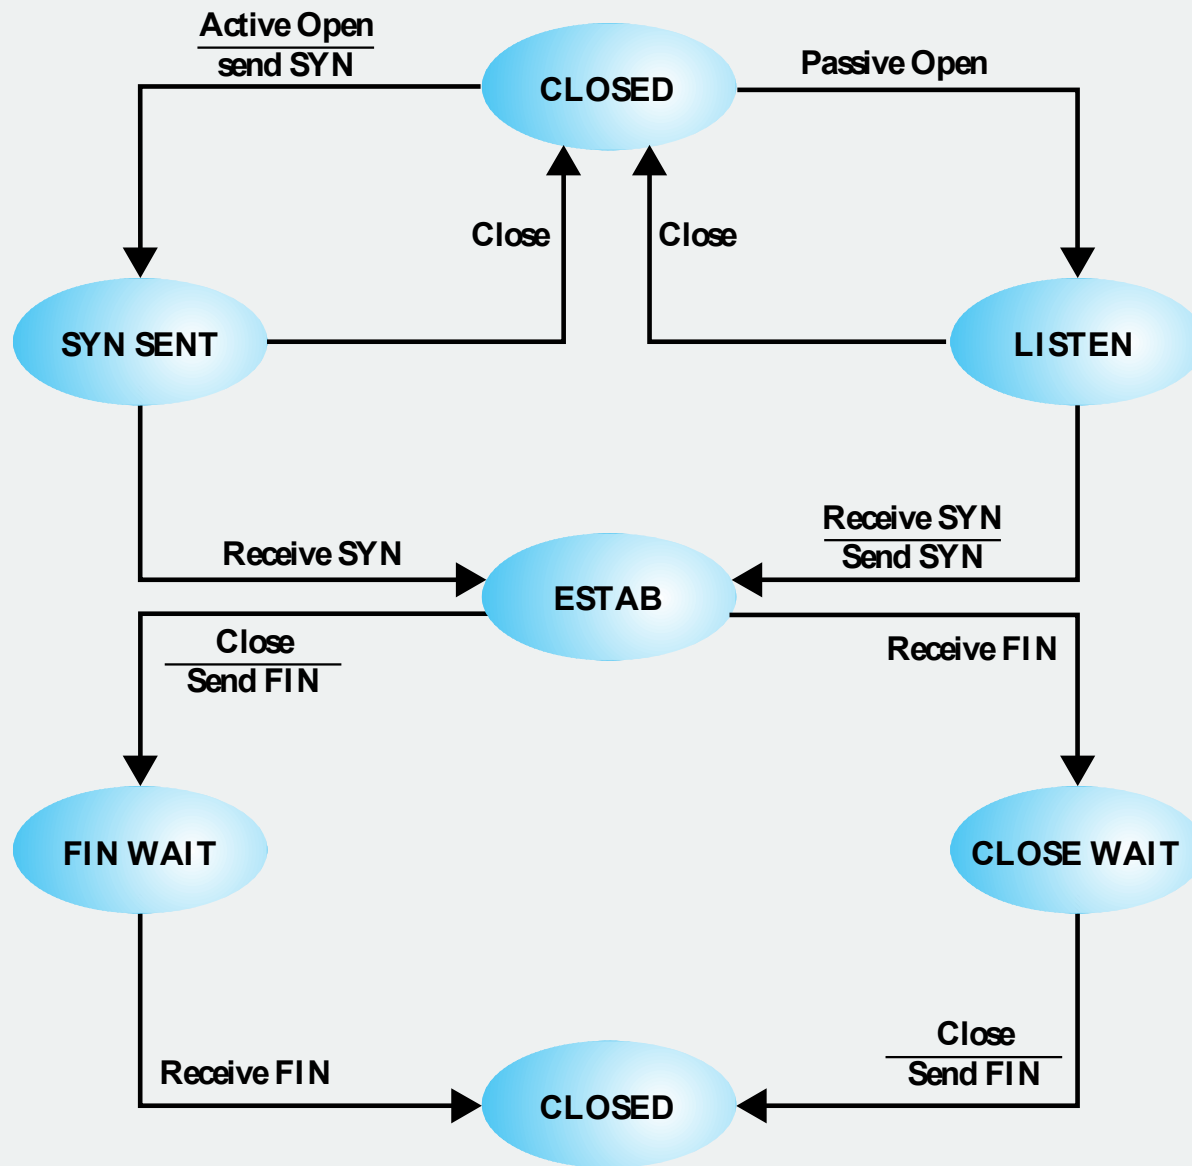 Active Open
send SYN
CLOSED
Passive Open
Close
Close
SYN SENT
LISTEN
Receive SYN
Receive SYN
Send SYN
ESTAB
Close
Send FIN
Receive FIN
FIN WAIT
CLOSE WAIT
Receive FIN
Close
Send FIN
CLOSED